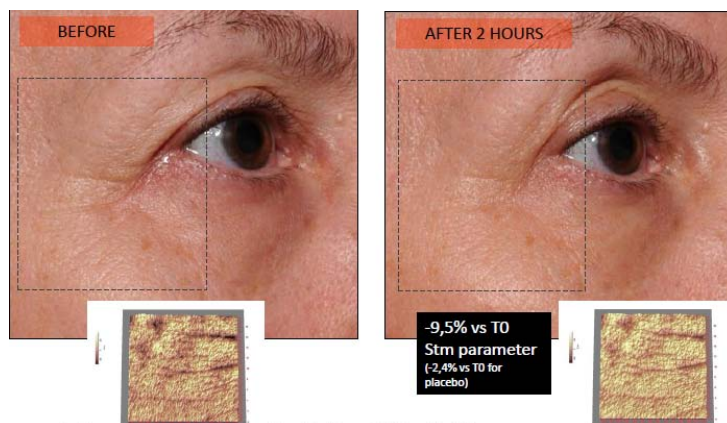 BEFORE
AFTER 2 HOURS
-9,5% vs T0
Stm parameter
(-2,4% vs T0 for
placebo)